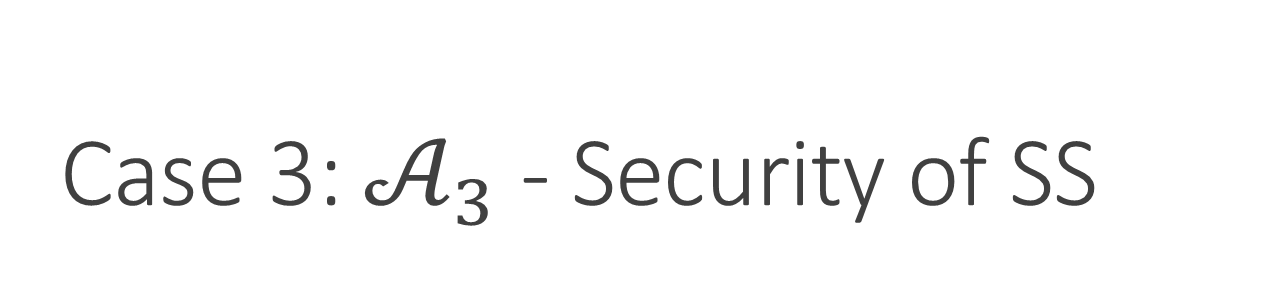 Case 3: 𝒜₃ - Security of SS